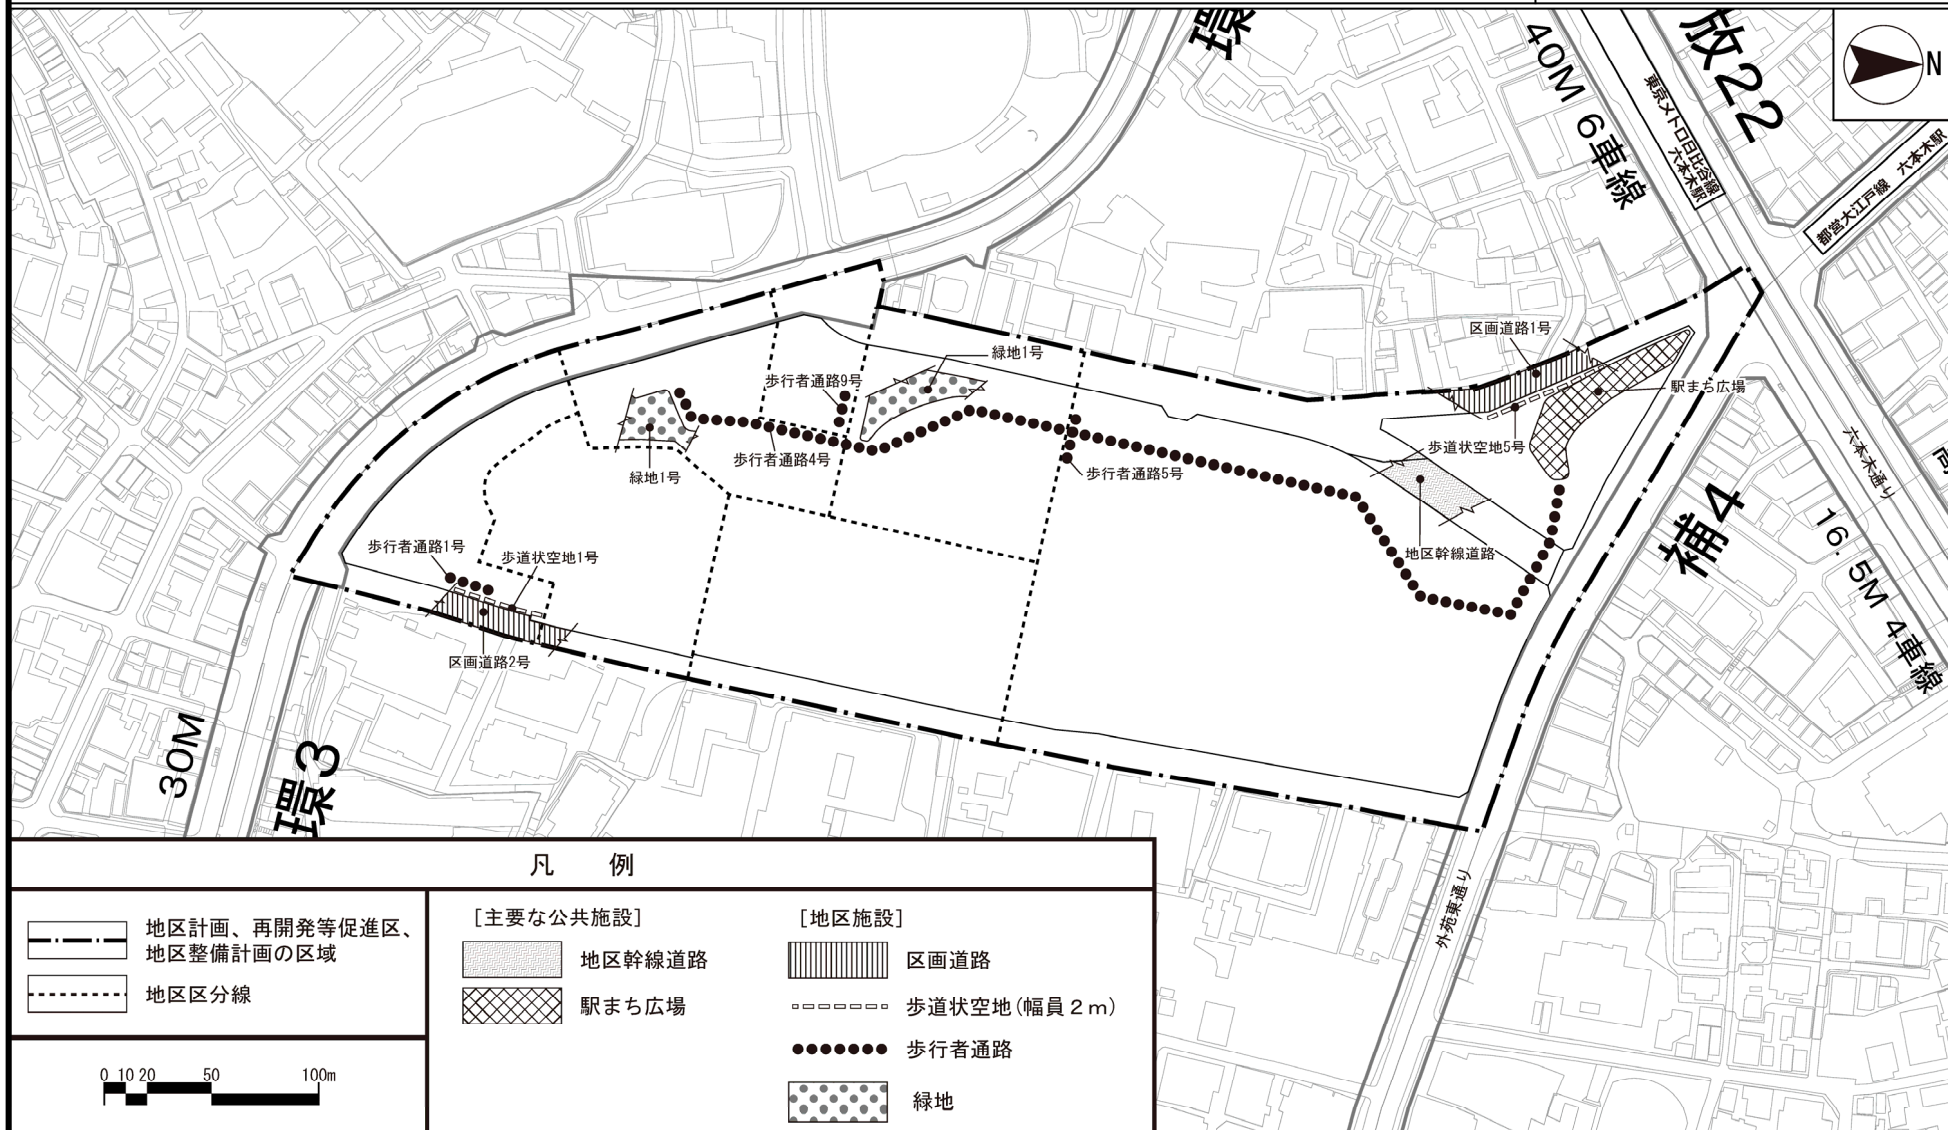 環
放22
N
40M 6車線
東京メトロ日比谷線
六本木駅
都営大江戸線 六本木駅
区画道路1号
緑地1号
歩行者通路9号
駅まち広場
歩道状空地5号
歩行者通路4号
歩行者通路5号
緑地1号
六本木通り
補4
16.5M 4車線
歩行者通路1号
歩道状空地1号
地区幹線道路
区画道路2号
30M
環3
外苑東通り
凡 例
地区計画、再開発等促進区、
地区整備計画の区域
地区区分線
[主要な公共施設]
地区幹線道路
駅まち広場
[地区施設]
区画道路
歩道状空地(幅員2m)
歩行者通路
緑地
0 10 20 50 100m